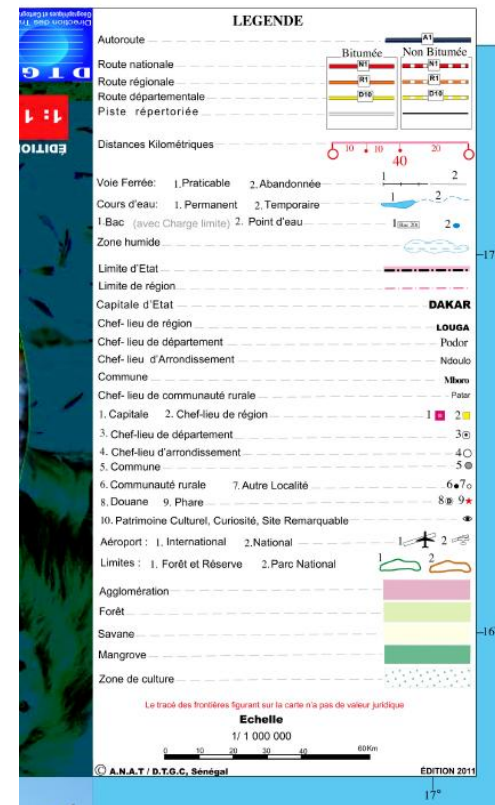 LEGENDE
Autoroute A1
Bitumée Non Bitumée
Route nationale N1 N1
Route régionale R1 R1
Route départementale D10 D10
Piste répertoriée
Distances Kilométriques 10 10 20
40
Voie Ferrée: 1.Praticable 2.Abandonnée 1 2
Cours d'eau: 1. Permanent 2. Temporaire 1 2
1.Bac (avec Charge limite) 2. Point d'eau 1 2
Zone humide
Limite d'Etat
Limite de région
Capitale d'Etat DAKAR
Chef- lieu de région LOUGA
Chef- lieu de département Podor
Chef- lieu d'Arrondissement Ndoulo
Commune Mboro
Chef- lieu de communauté rurale Patar
1. Capitale 2. Chef-lieu de région 1 2
3. Chef-lieu de département 3
4. Chef-lieu d'arrondissement 4
5. Commune 5
6. Communauté rurale 7. Autre Localité 6 7
8. Douane 9. Phare 8 9
10. Patrimoine Culturel, Curiosité, Site Remarquable
Aéroport : 1. International 2.National 1 2
Limites : 1. Forêt et Réserve 2.Parc National 1 2
Agglomération
Forêt
Savane
Mangrove
Zone de culture
Le tracé des frontières figurant sur la carte n'a pas de valeur juridique
Echelle
1/ 1 000 000
0 10 20 30 40 60Km
© A.N.A.T / D.T.G.C, Sénégal ÉDITION 2011
17
16
17°
D T G
1: 1
ÉDITIO